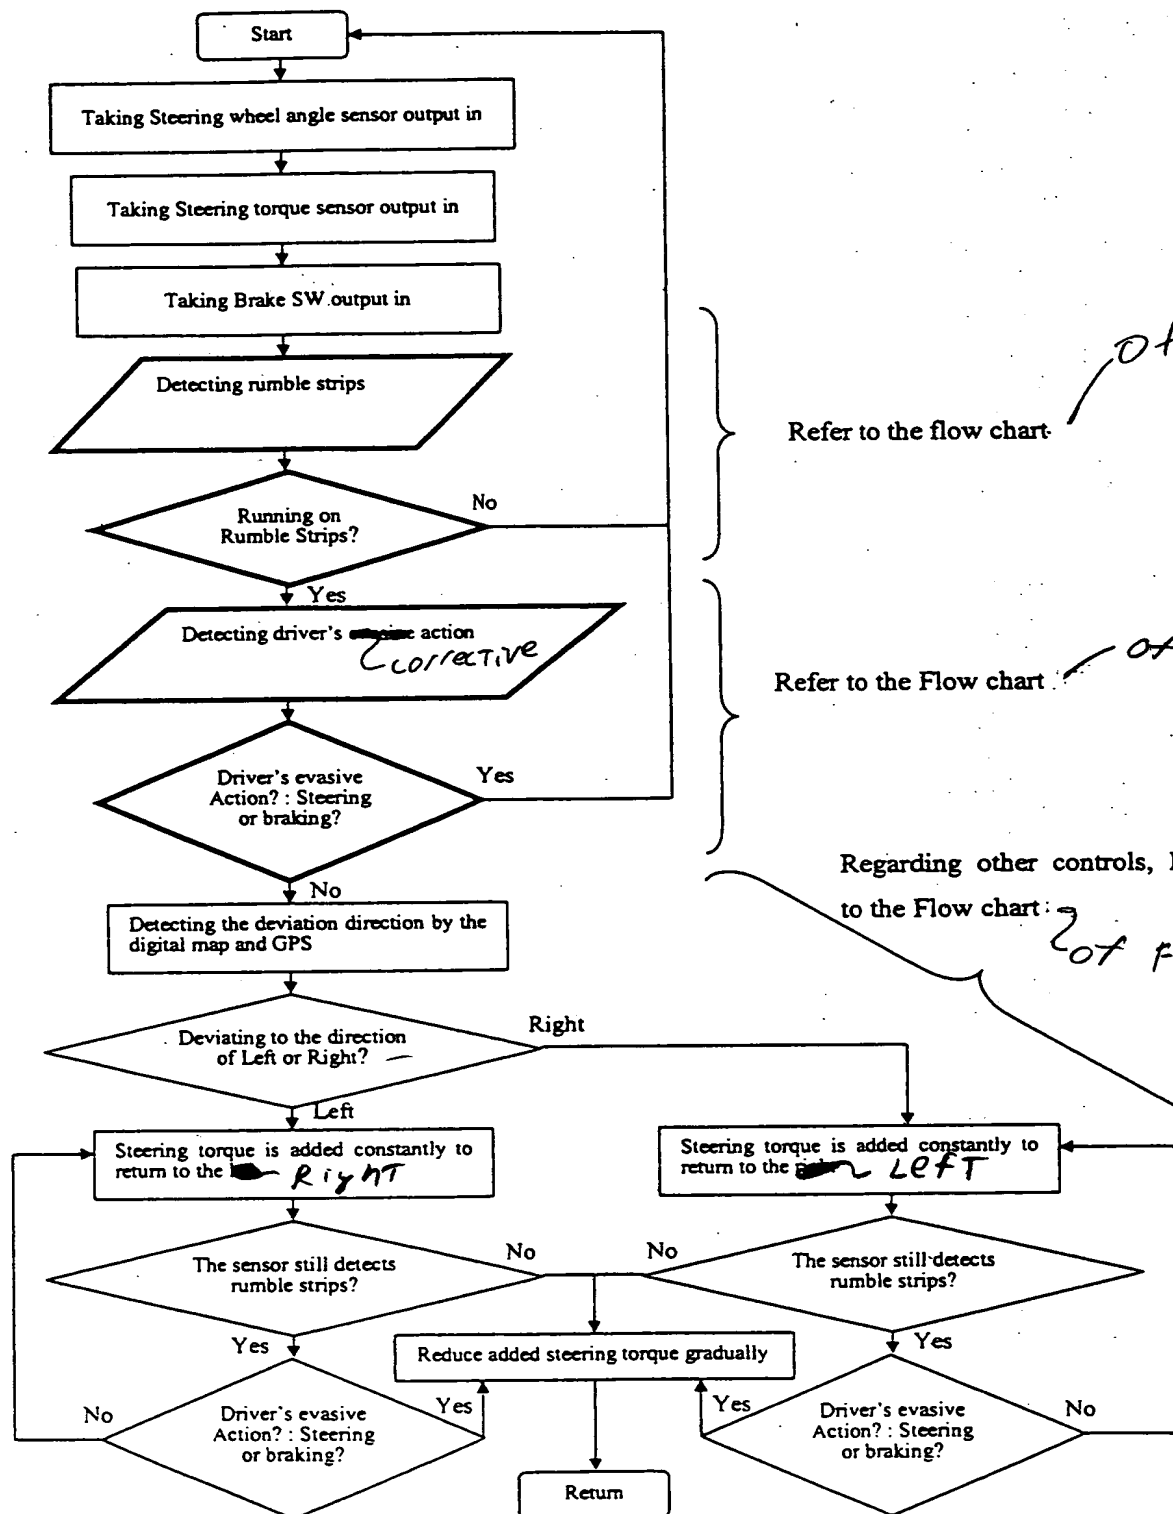 Start
Taking Steering wheel angle sensor output in
Taking Steering torque sensor output in
Taking Brake SW output in
Detecting rumble strips
Running on
Rumble Strips?
No
Yes
Refer to the flow chart
Detecting driver's action
corrective
Refer to the Flow chart
of
Driver's evasive
Action? : Steering
or braking?
Yes
No
Regarding other controls,
to the Flow chart
of
Detecting the deviation direction by the
digital map and GPS
Deviating to the direction
of Left or Right?
Right
Left
Steering torque is added constantly to
return to the Right
Steering torque is added constantly to
return to the Left
The sensor still detects
rumble strips?
No
No
The sensor still detects
rumble strips?
Yes
Reduce added steering torque gradually
Yes
No
Driver's evasive
Action? : Steering
or braking?
Yes
Yes
Driver's evasive
Action? : Steering
or braking?
No
Return